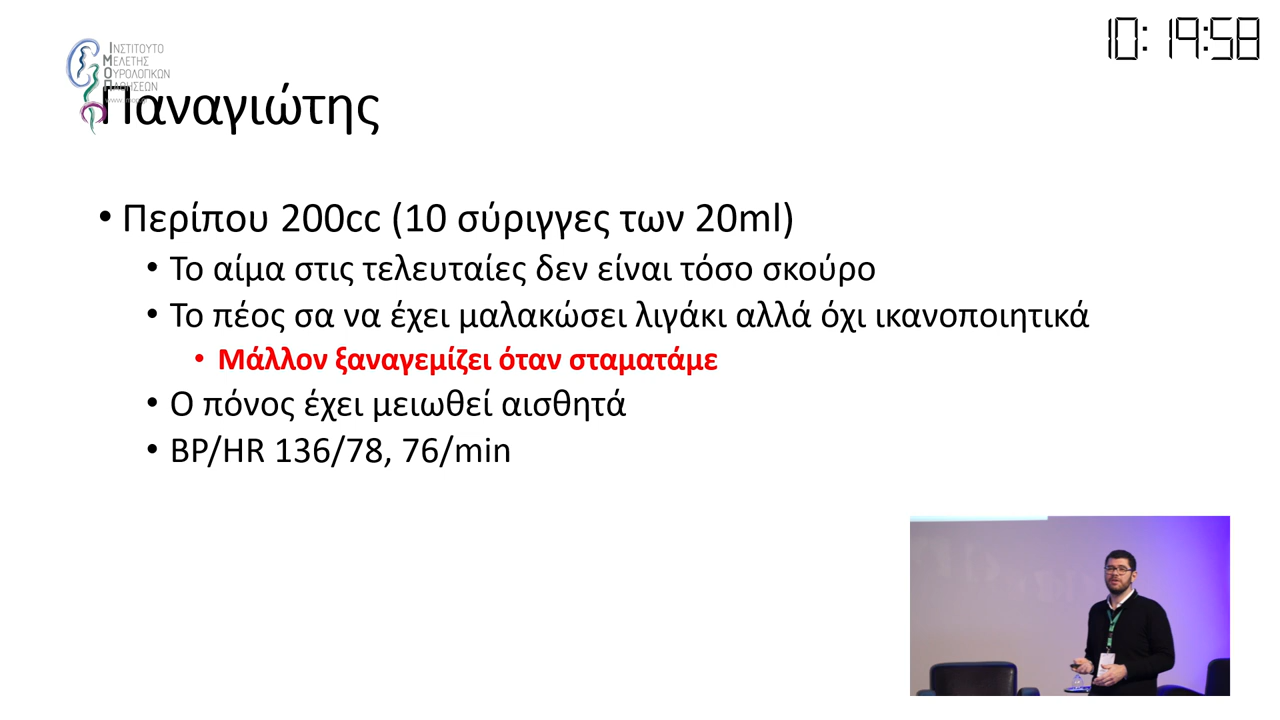 10:19:58
ΙΝΣΤΙΤΟΥΤΟ
ΜΕΛΕΤΗΣ
ΟΥΡΟΛΟΓΙΚΩΝ
ΠΑΘΗΣΕΩΝ
Παναγιώτης
• Περίπου 200cc (10 σύριγγες των 20ml)
• Το αίμα στις τελευταίες δεν είναι τόσο σκούρο
• Το πέος σα να έχει μαλακώσει λιγάκι αλλά όχι ικανοποιητικά
• Μάλλον ξαναγεμίζει όταν σταματάμε
• Ο πόνος έχει μειωθεί αισθητά
• BP/HR 136/78, 76/min